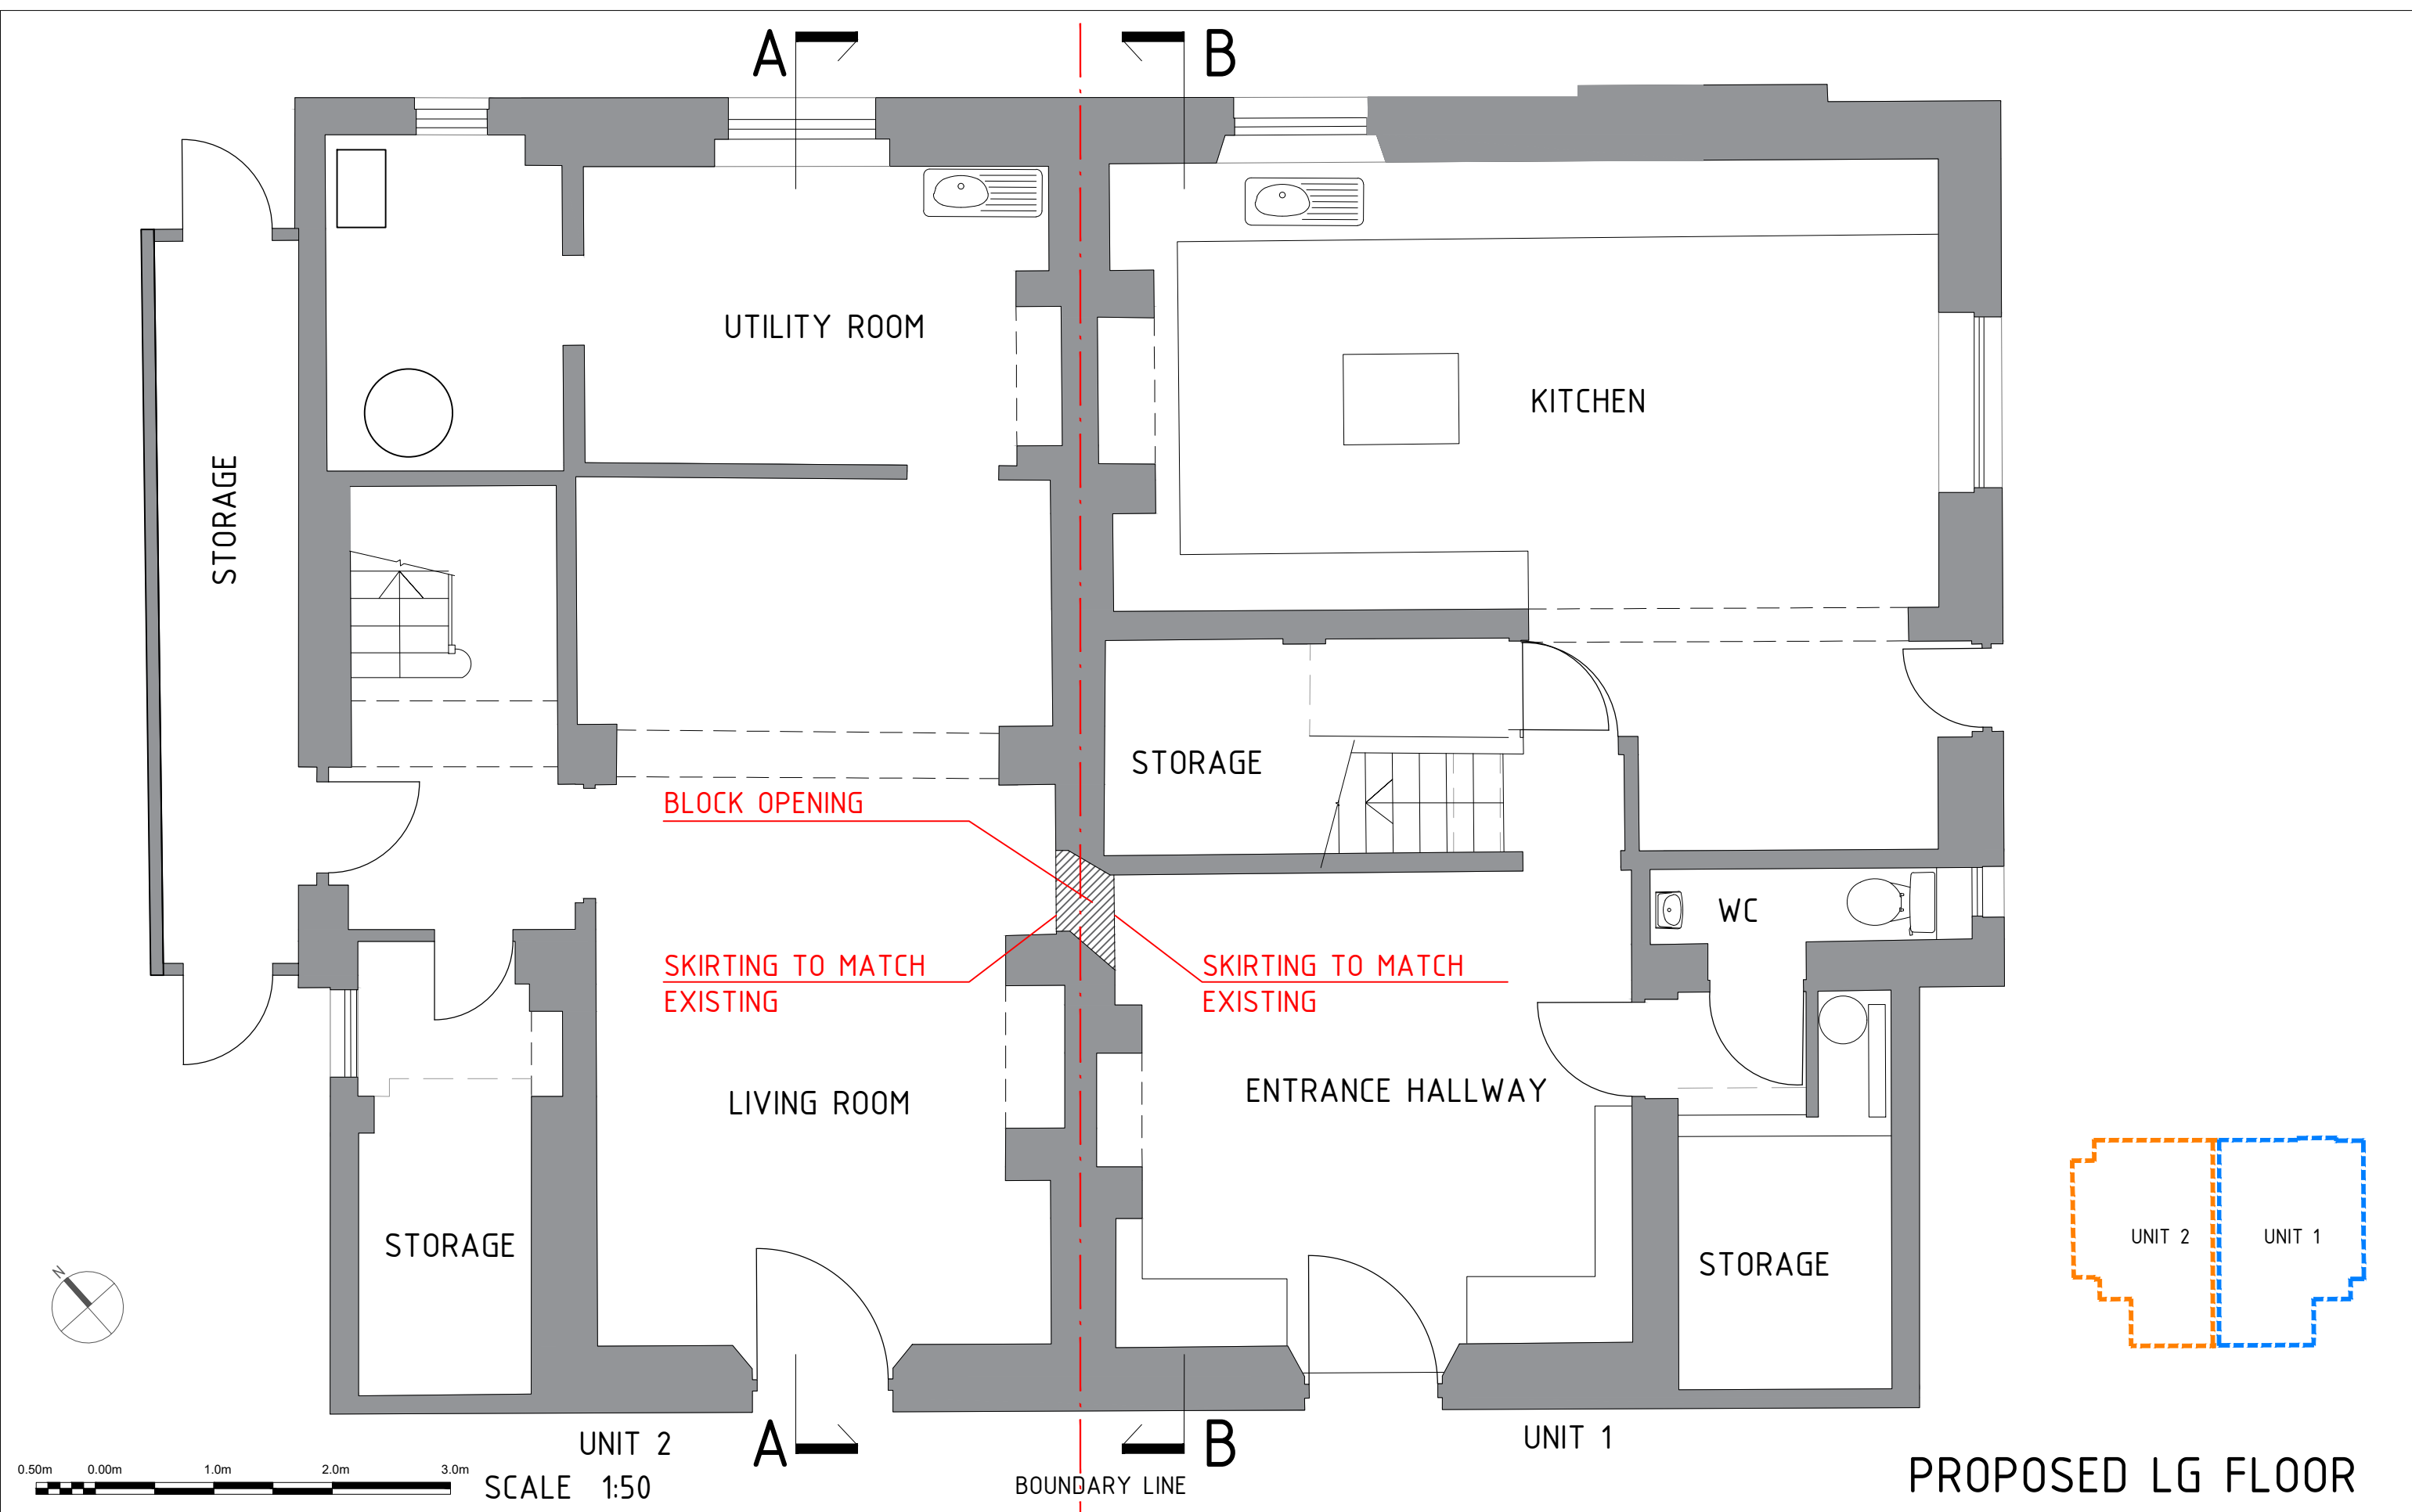 A
B
UTILITY ROOM
KITCHEN
STORAGE
STORAGE
BLOCK OPENING
WC
SKIRTING TO MATCH
EXISTING
SKIRTING TO MATCH
EXISTING
LIVING ROOM
ENTRANCE HALLWAY
STORAGE
STORAGE
UNIT 2
UNIT 1
N
UNIT 2
A
B
UNIT 1
0.50m 0.00m 1.0m 2.0m 3.0m
SCALE 1:50
BOUNDARY LINE
PROPOSED LG FLOOR